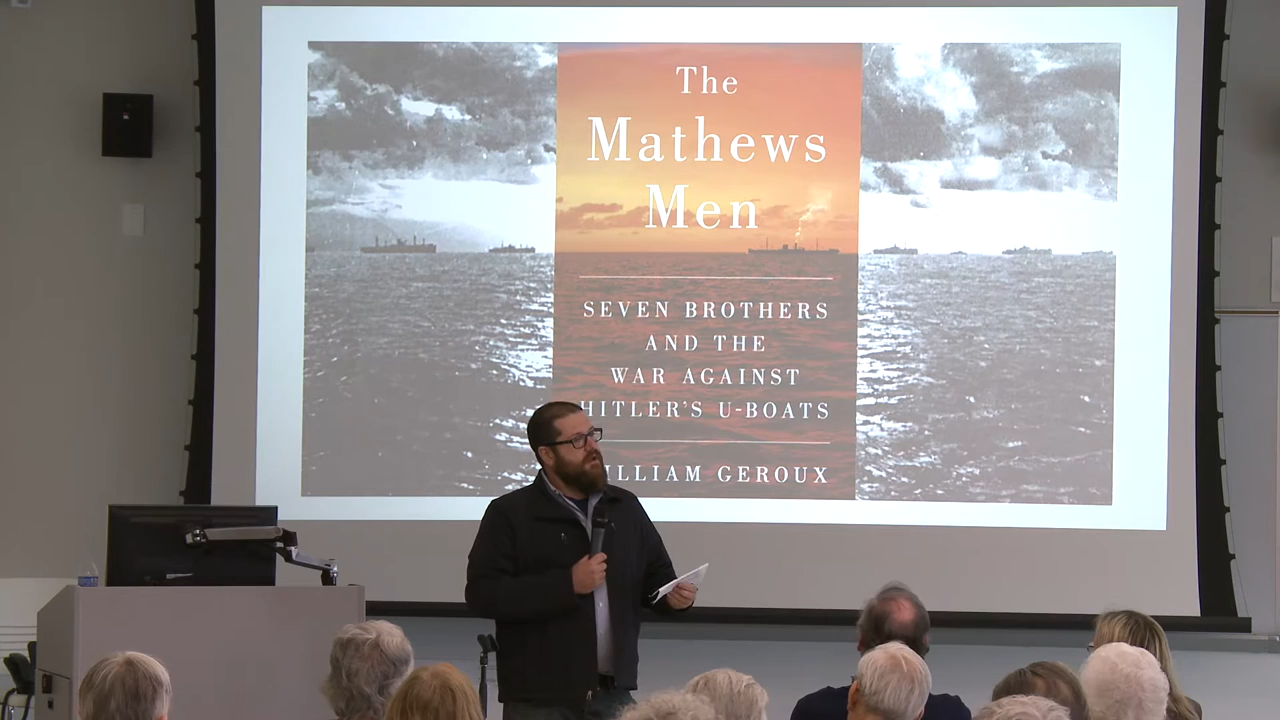 The
Mathews
Men
SEVEN BROTHERS
AND THE
WAR AGAINST
HITLER'S U-BOATS
ILLIAM GEROUX